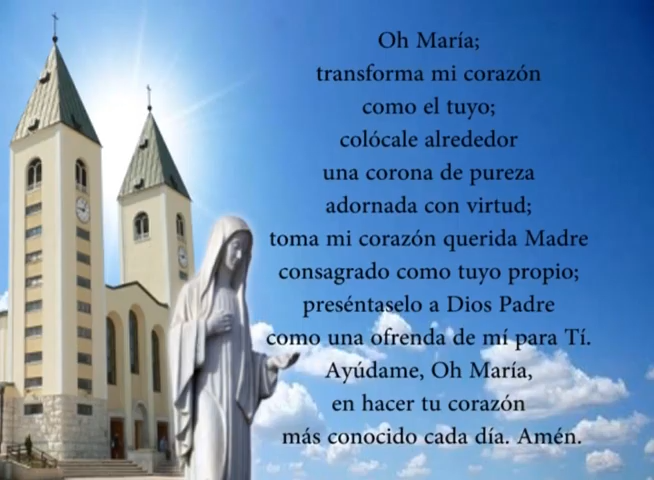 Oh María;
transforma mi corazón
como el tuyo;
colócale alrededor
una corona de pureza
adornada con virtud;
toma mi corazón querida Madre
consagrado como tuyo propio;
preséntaselo a Dios Padre
como una ofrenda de mí para Tí.
Ayúdame, Oh María,
en hacer tu corazón
más conocido cada día. Amén.